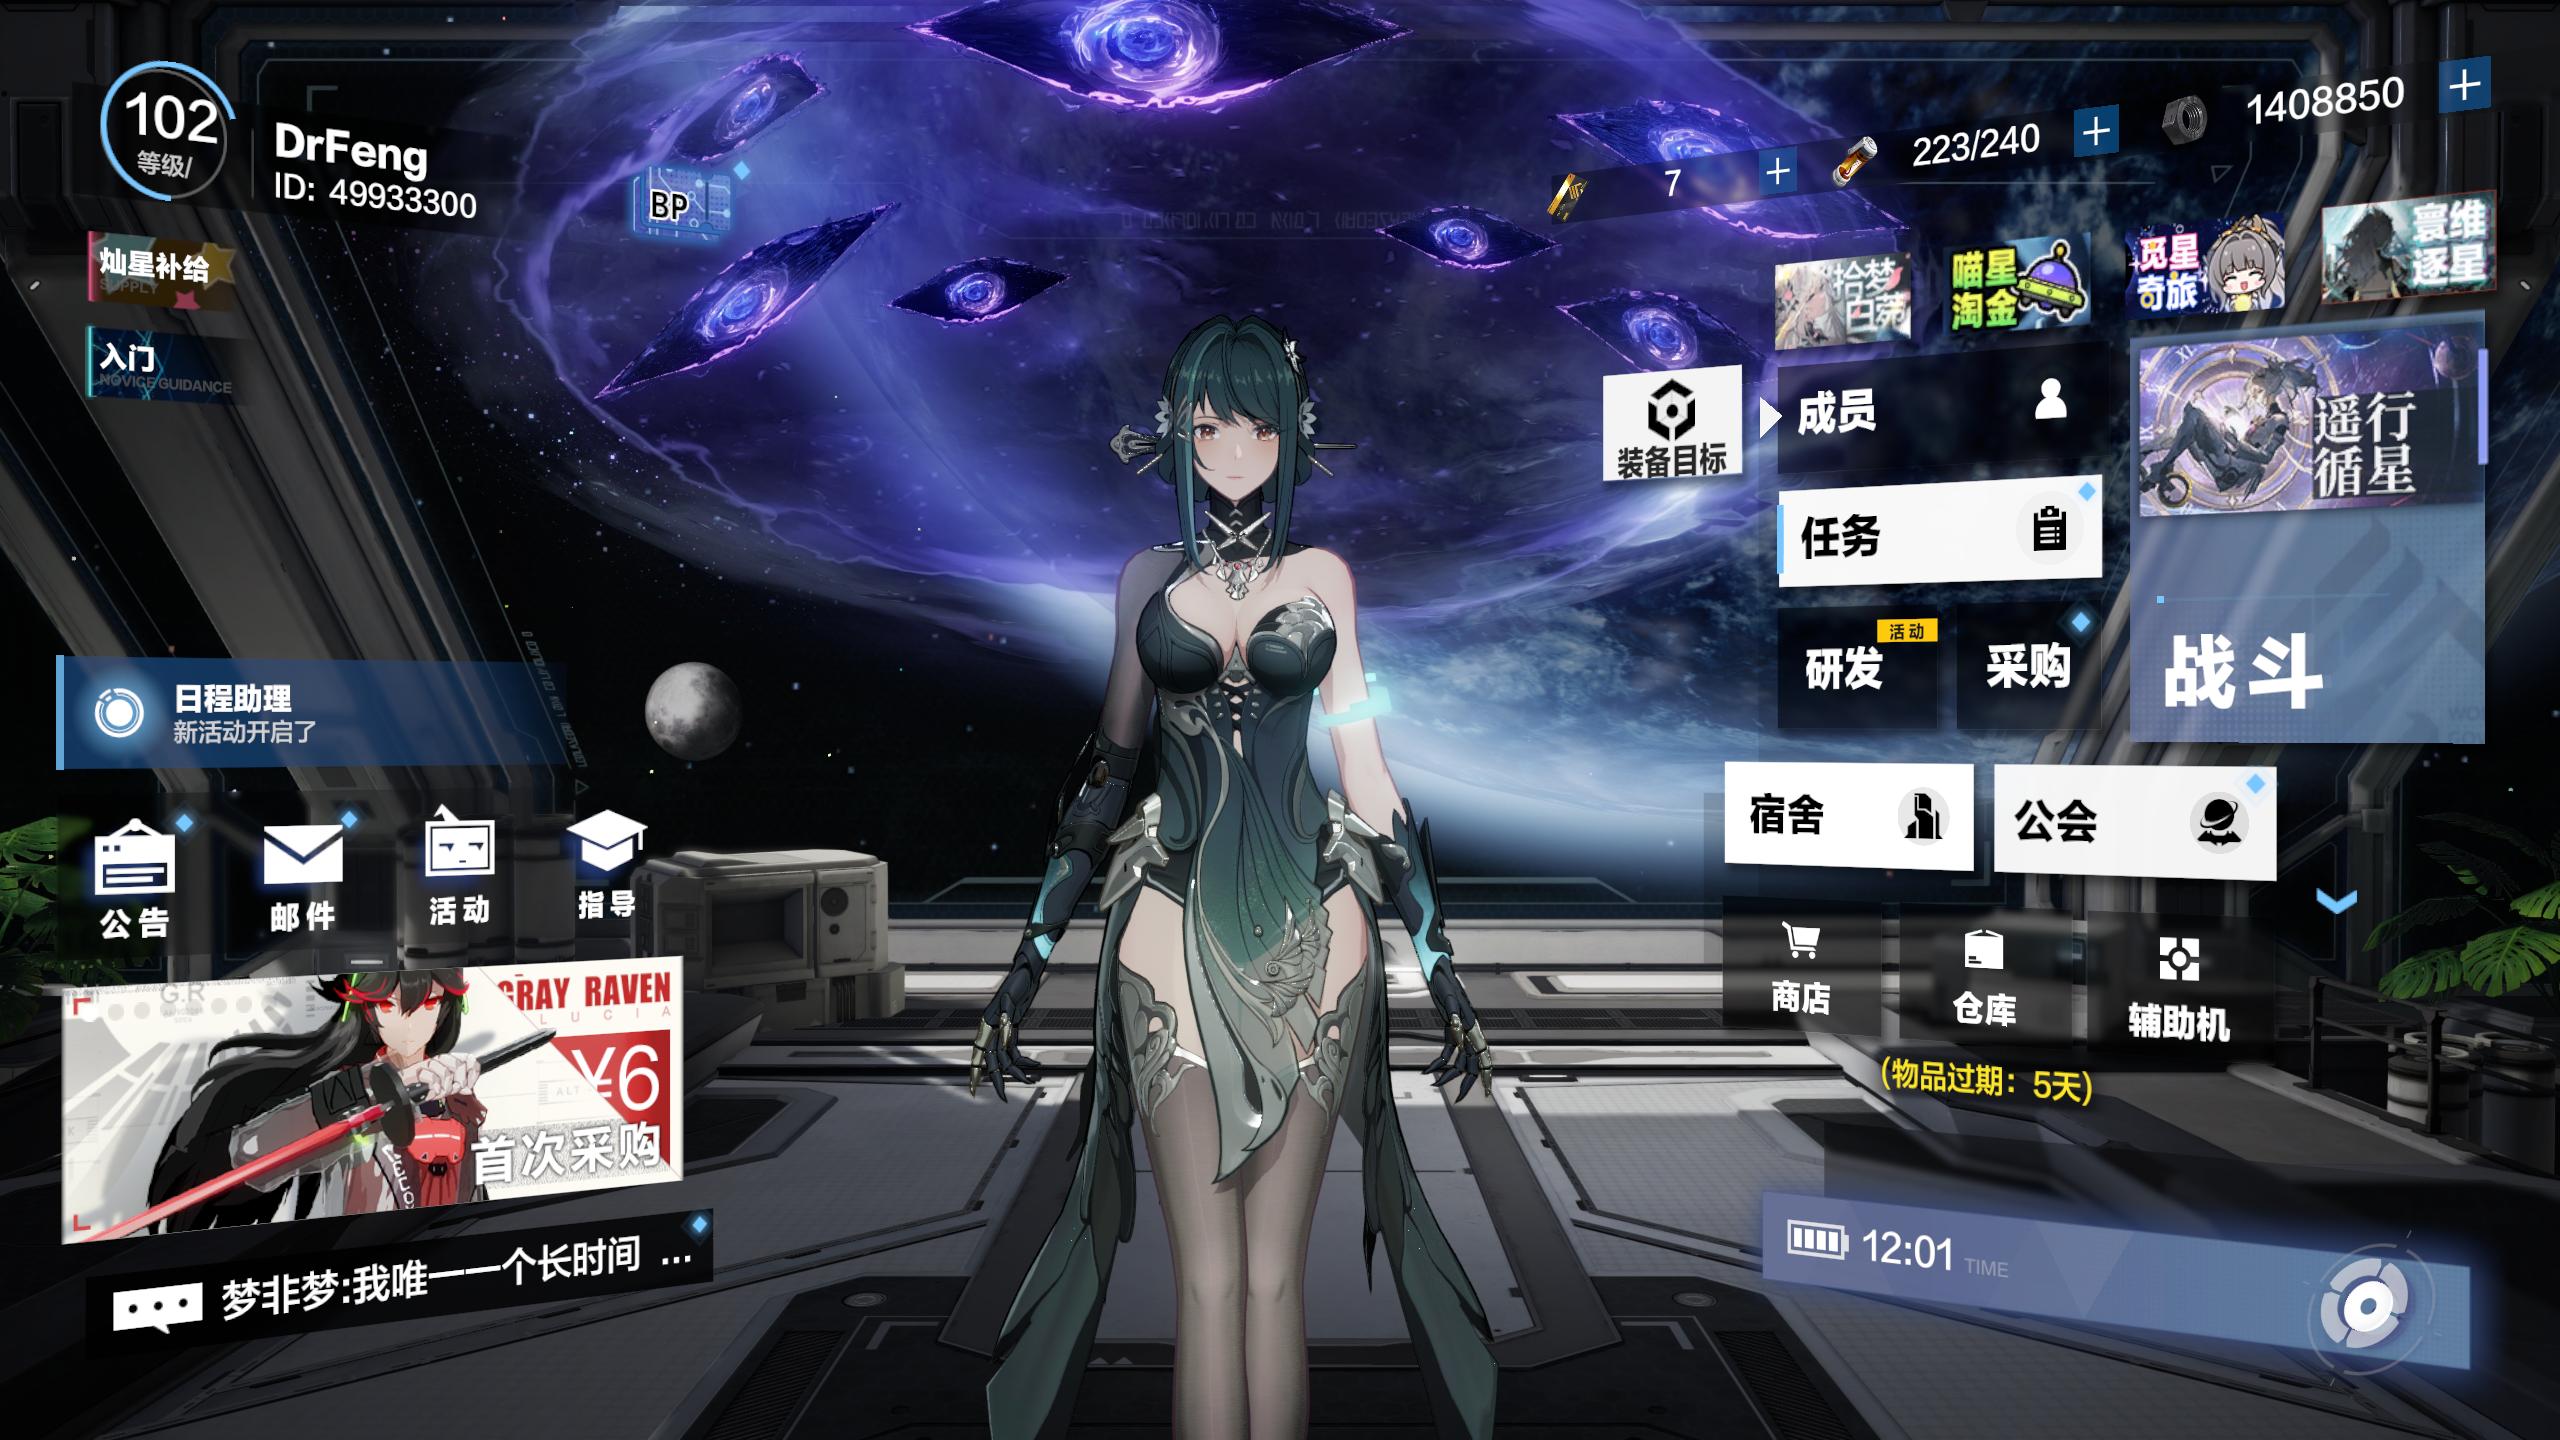 102
等级/
DrFeng
ID: 49933300
BP
7
223/240
1408850
灿星补给
SUPPLY
入门
NOVICE GUIDANCE
拾梦
白蒲
喵星
淘金
觅星
奇旅
寰维
逐星
装备目标
成员
遥行
循星
任务
活动
研发
采购
战斗
日程助理
新活动开启了
宿舍
公会
公告
邮件
活动
指导
商店
仓库
辅助机
(物品过期：5天)
G.R
GRAY RAVEN
LUCIA
¥6
ALT
首次采购
梦非梦:我唯一一个长时间 ...
12:01
TIME